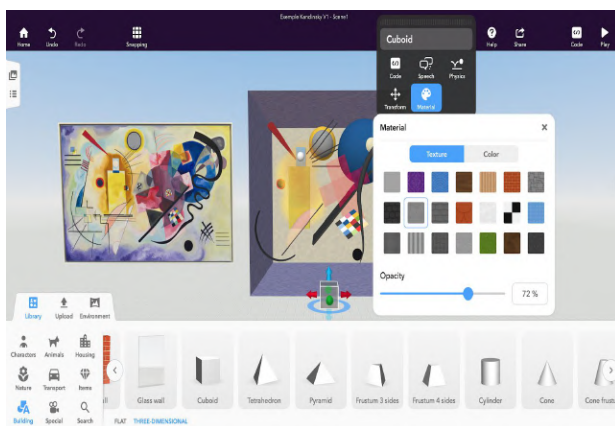 Exemple Kandinsky V1 - Scene1
Home
Undo
Redo
Snapping
Cuboid
Help
Share
Code
Play
Code
Speech
Physics
Transform
Material
Material
X
Texture
Color
Opacity
72 %
Library
Upload
Environment
Characters
Animals
Housing
Nature
Transport
Items
Building
Special
Search
Glass wall
Cuboid
Tetrahedron
Pyramid
Frustum 3 sides
Frustum 4 sides
Cylinder
Cone
Cone frust
FLAT
THREE-DIMENSIONAL